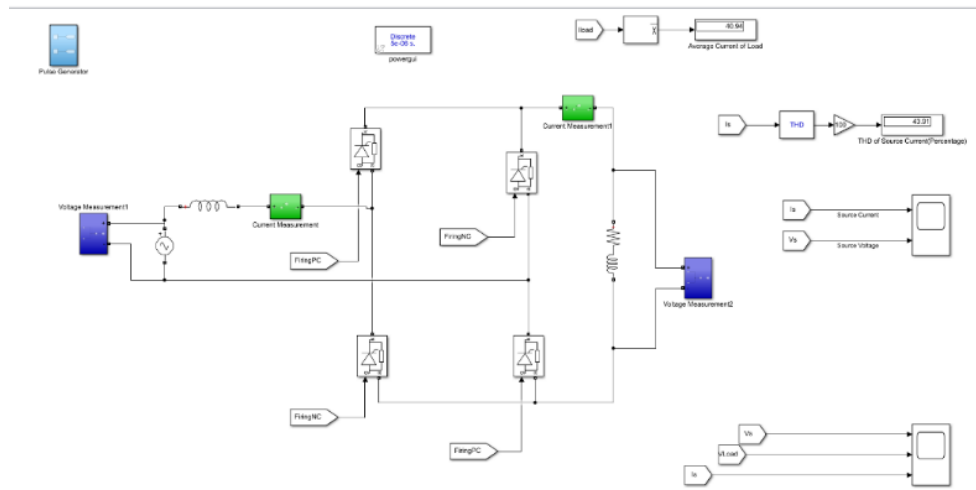 Pulse Generator
Discrete
5e-06 s.
powergui
Iload
X
40.94
Average Current of Load
Is
THD
100
43.91
THD of Source Current(Percentage)
Current Measurement1
Voltage Measurement1
Current Measurement
FiringPC
FiringNC
Voltage Measurement2
Is
Source Current
Vs
Source Voltage
FiringNC
FiringPC
Vs
VLoad
Is